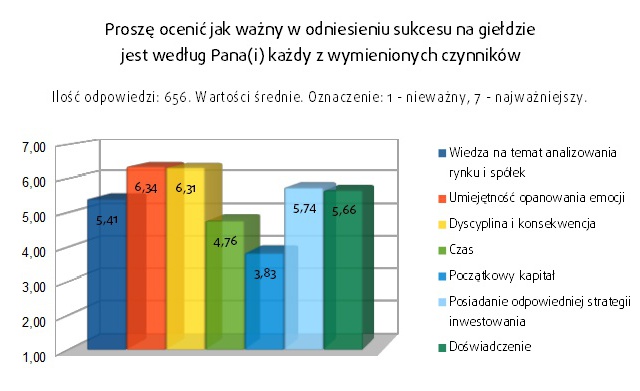 Proszę ocenić jak ważny w odniesieniu sukcesu na giełdzie
jest według Pana(i) każdy z wymienionych czynników
Ilość odpowiedzi: 656. Wartości średnie. Oznaczenie: 1 - nieważny, 7 - najważniejszy.
7,00
6,00
5,00
4,00
3,00
2,00
1,00
5,41
6,34
6,31
4,76
3,83
5,74
5,66
Wiedza na temat analizowania
rynku i spółek
Umiejętność opanowania emocji
Dyscyplina i konsekwencja
Czas
Początkowy kapitał
Posiadanie odpowiedniej strategii
inwestowania
Doświadczenie